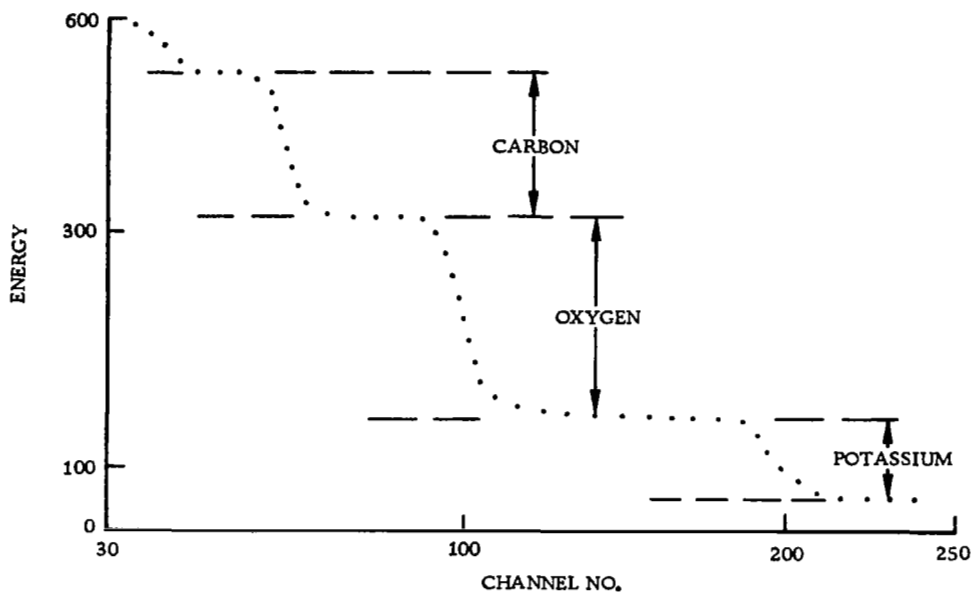 600
CARBON
300
ENERGY
OXYGEN
100
POTASSIUM
0
30
100
200
250
CHANNEL NO.